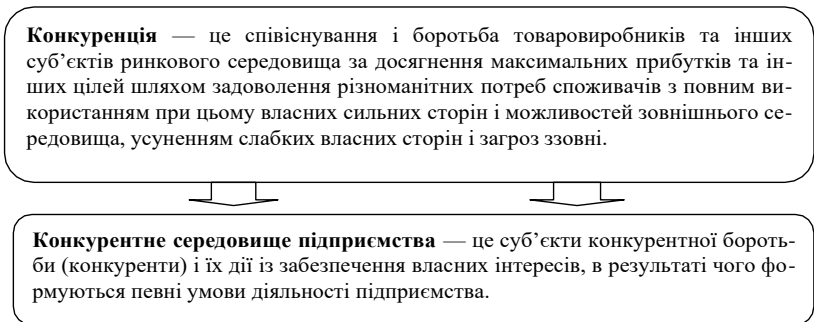 Конкуренція — це співіснування і боротьба товаровиробників та інших
суб’єктів ринкового середовища за досягнення максимальних прибутків та ін-
ших цілей шляхом задоволення різноманітних потреб споживачів з повним ви-
користанням при цьому власних сильних сторін і можливостей зовнішнього се-
редовища, усуненням слабких власних сторін і загроз ззовні.
Конкурентне середовище підприємства — це суб’єкти конкурентної бороть-
би (конкуренти) і їх дії із забезпечення власних інтересів, в результаті чого фо-
рмуються певні умови діяльності підприємства.